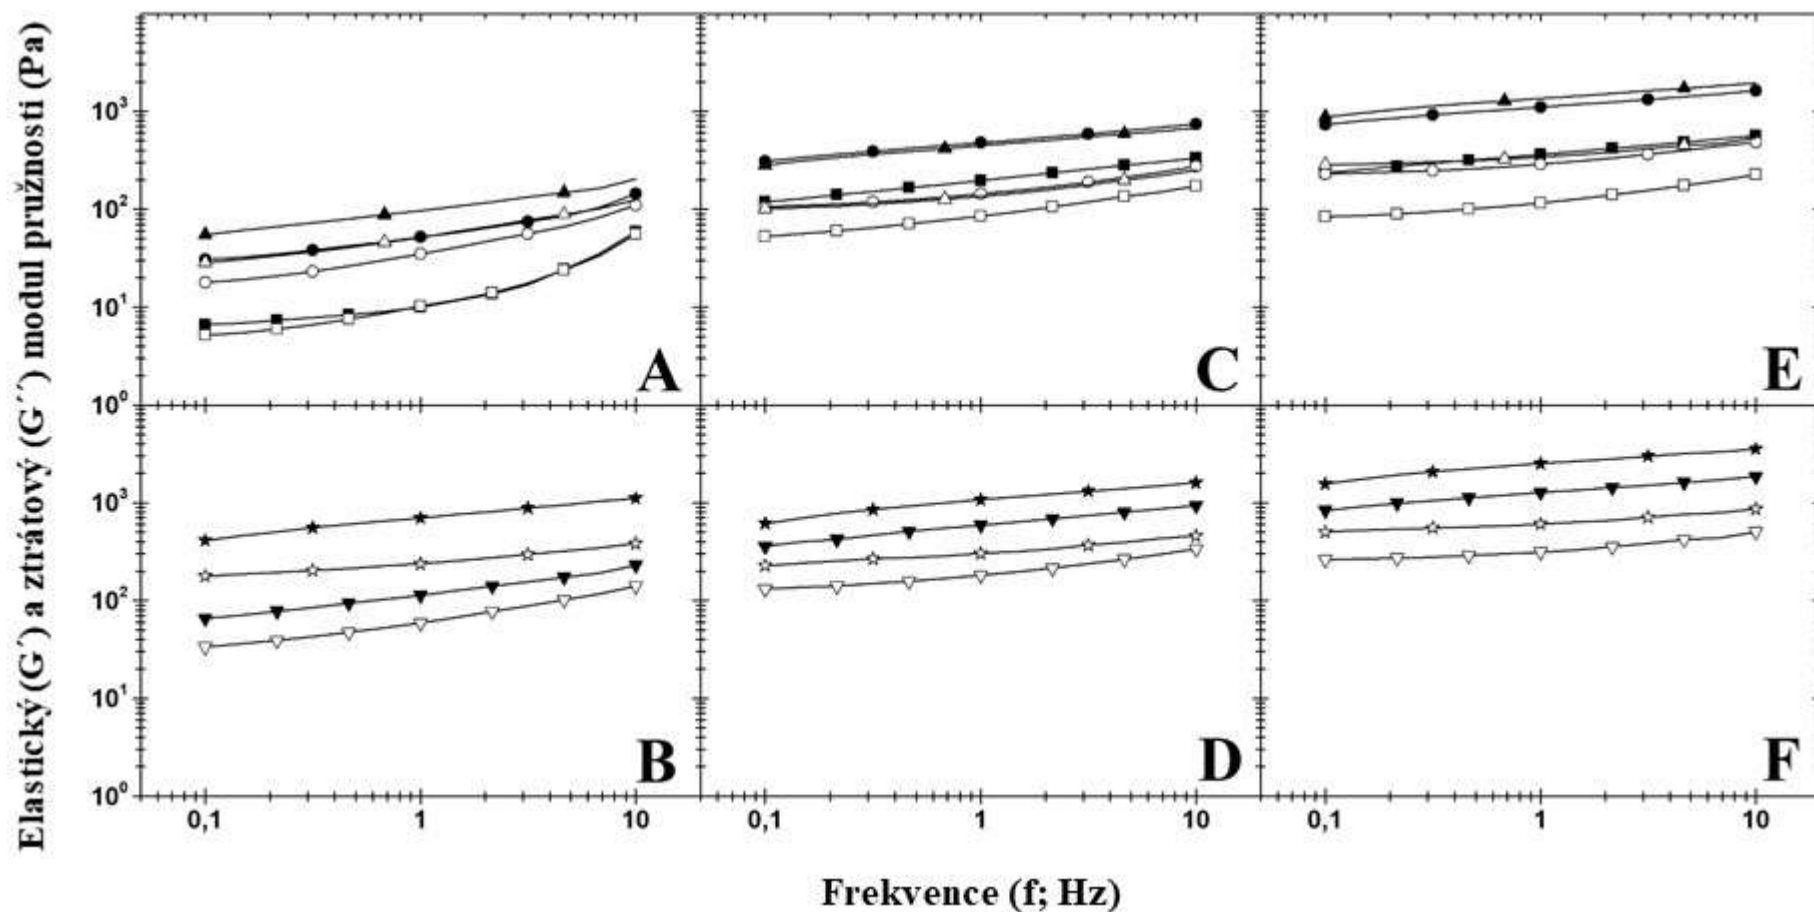 Elastický (G´) a ztrátový (G´´) modul pružnosti (Pa)
10³
10²
10¹
10⁰
A
C
E
10³
10²
10¹
10⁰
B
D
F
0,1 1 10 0,1 1 10 0,1 1 10
Frekvence (f; Hz)